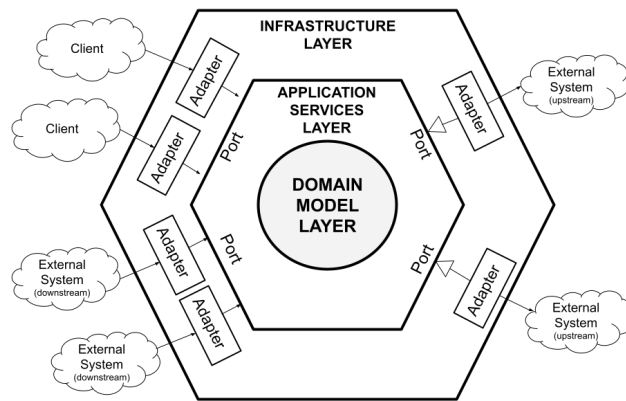 INFRASTRUCTURE
LAYER
Client
Adapter
APPLICATION
SERVICES
LAYER
External
System
(upstream)
Adapter
Client
Adapter
Port
Port
DOMAIN
MODEL
LAYER
External
System
(downstream)
Adapter
Port
Port
Adapter
External
System
(upstream)
External
System
(downstream)
Adapter